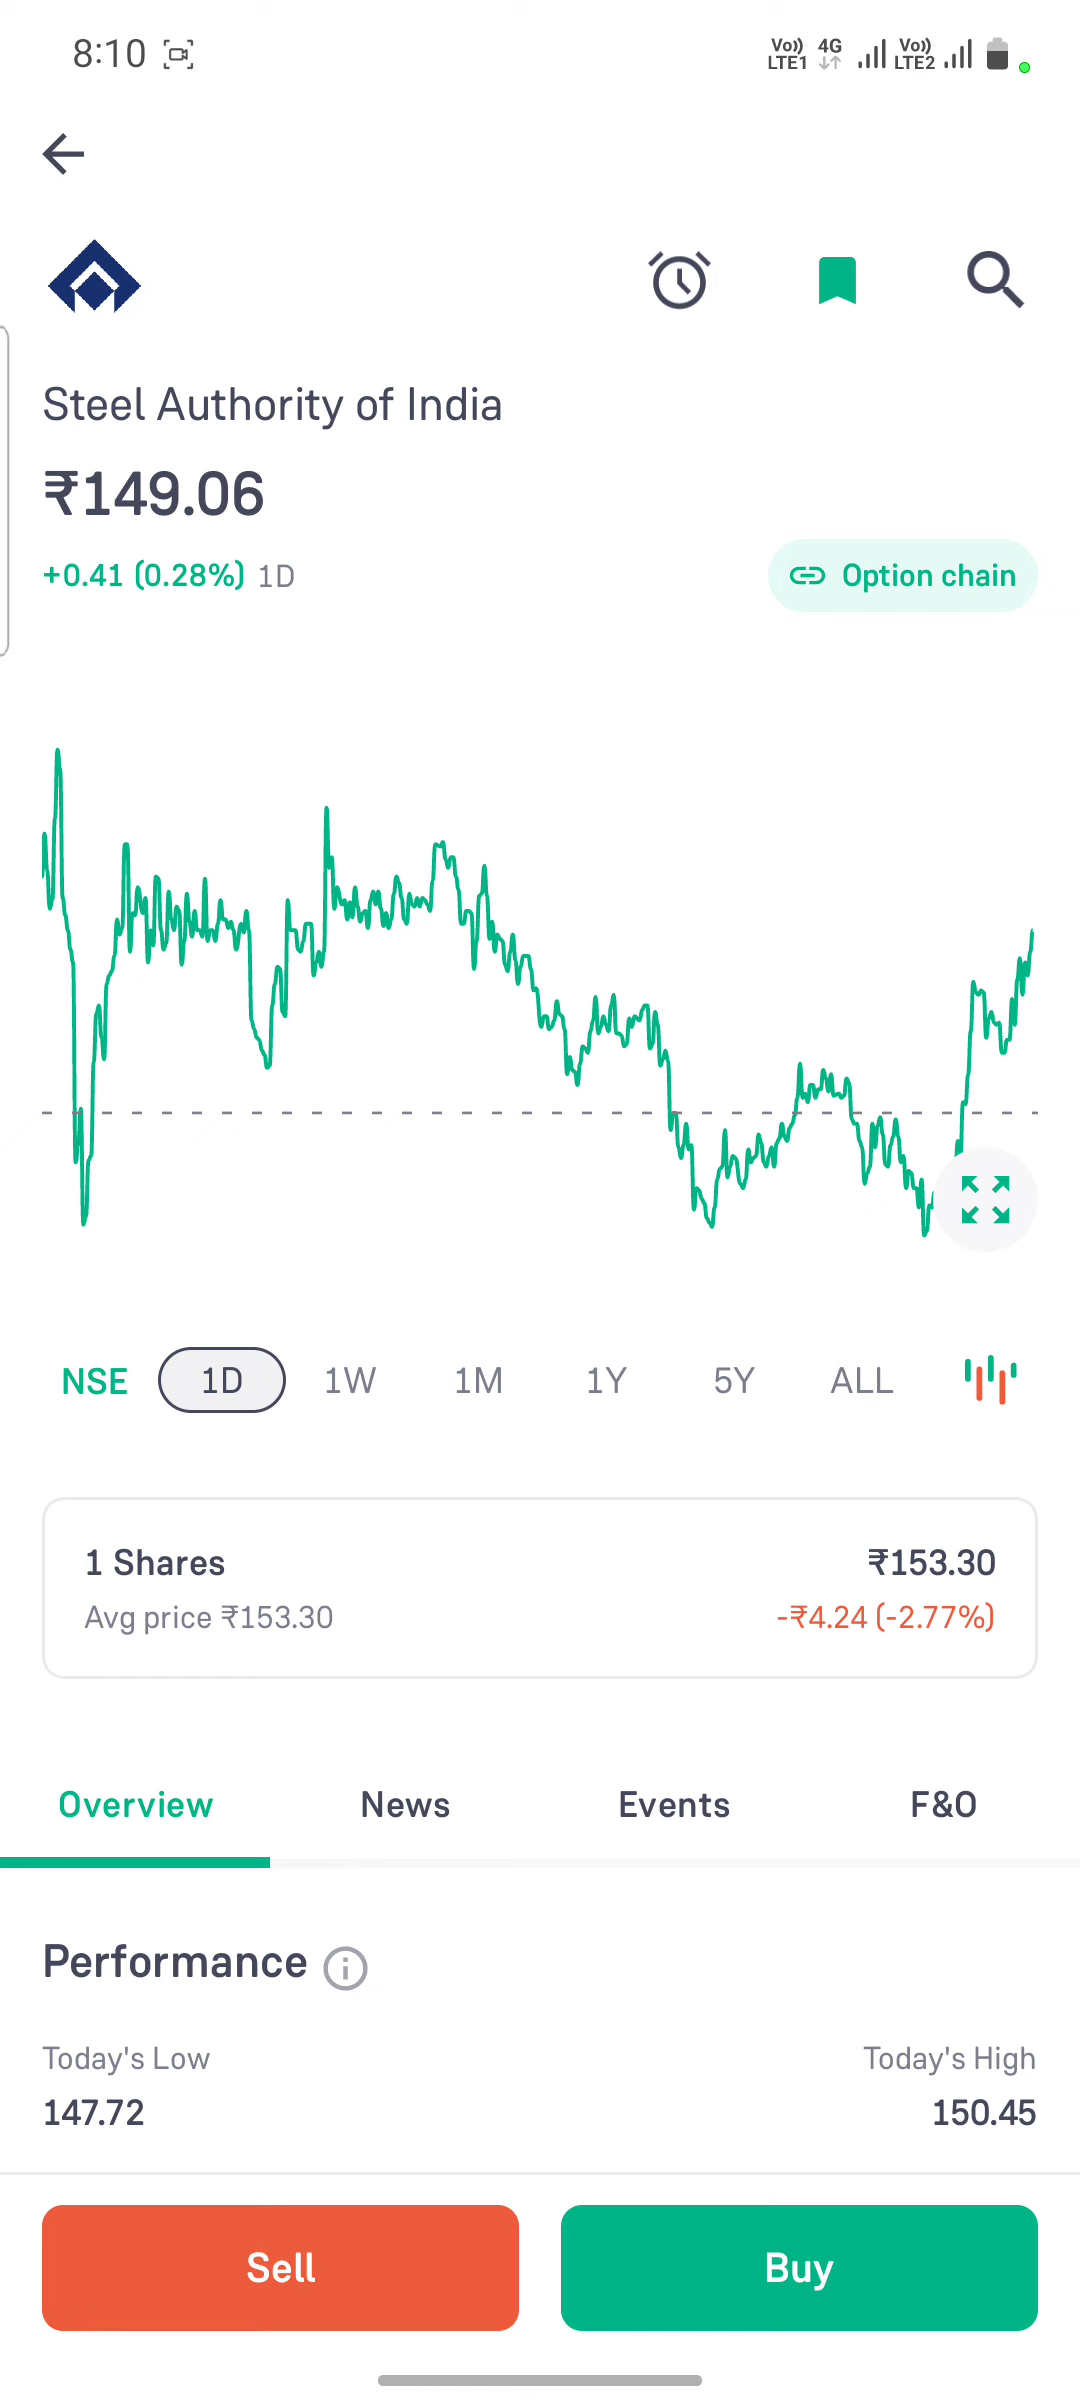 8:10 Vo)) LTE1 4G Vo)) LTE2
Steel Authority of India
₹149.06
+0.41 (0.28%) 1D
Option chain
NSE 1D 1W 1M 1Y 5Y ALL
1 Shares ₹153.30
Avg price ₹153.30 -₹4.24 (-2.77%)
Overview News Events F&O
Performance
Today's Low Today's High
147.72 150.45
Sell Buy